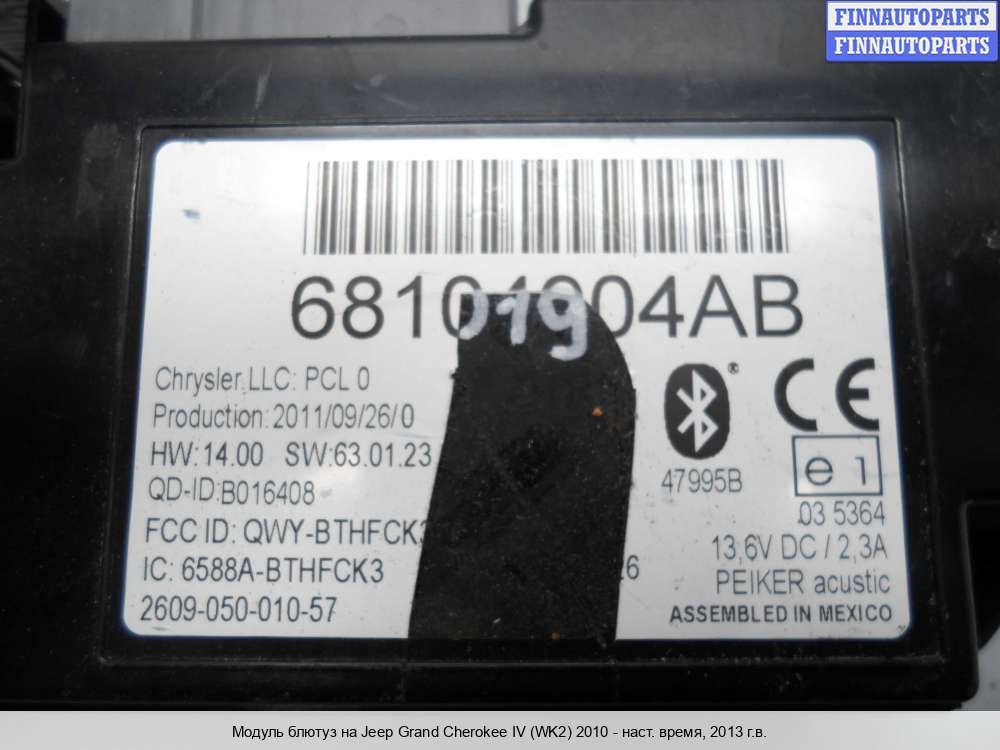 FINNAUTOPARTS
FINNAUTOPARTS
019
Chrysler LLC: PCL 0
Production: 2011/09/26/0
HW:14.00 SW:63.01.23
QD-ID:B016408
FCC ID: QWY-BTHFCK3
IC: 6588A-BTHFCK3
2609-050-010-57
®
47995B
CE
e1
03 5364
13,6V DC / 2,3A
PEIKER acustic
ASSEMBLED IN MEXICO
Модуль блютуз на Jeep Grand Cherokee IV (WK2) 2010 - наст. время, 2013 г.в.